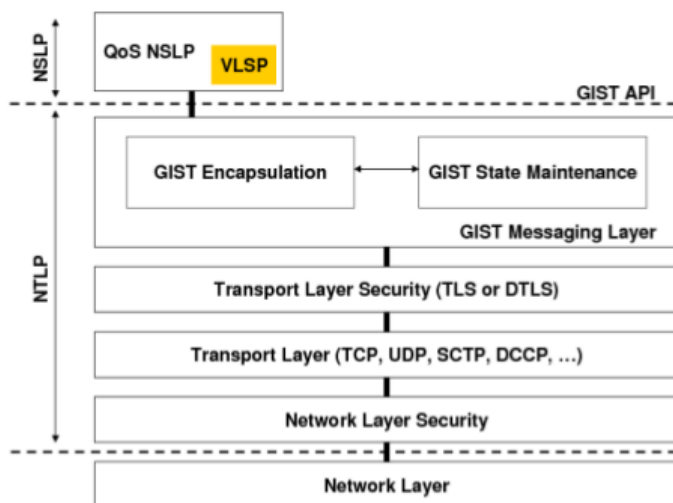 NSLP
QoS NSLP
VLSP
GIST API
NTLP
GIST Encapsulation
GIST State Maintenance
GIST Messaging Layer
Transport Layer Security (TLS or DTLS)
Transport Layer (TCP, UDP, SCTP, DCCP, ...)
Network Layer Security
Network Layer